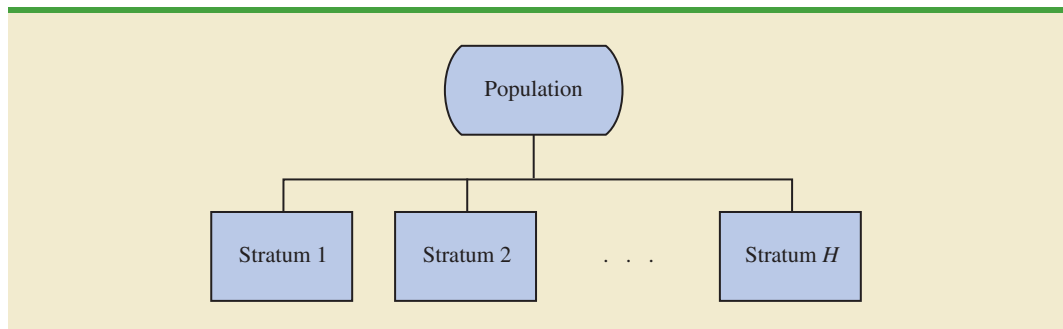 Population
Stratum 1
Stratum 2
. . .
Stratum H